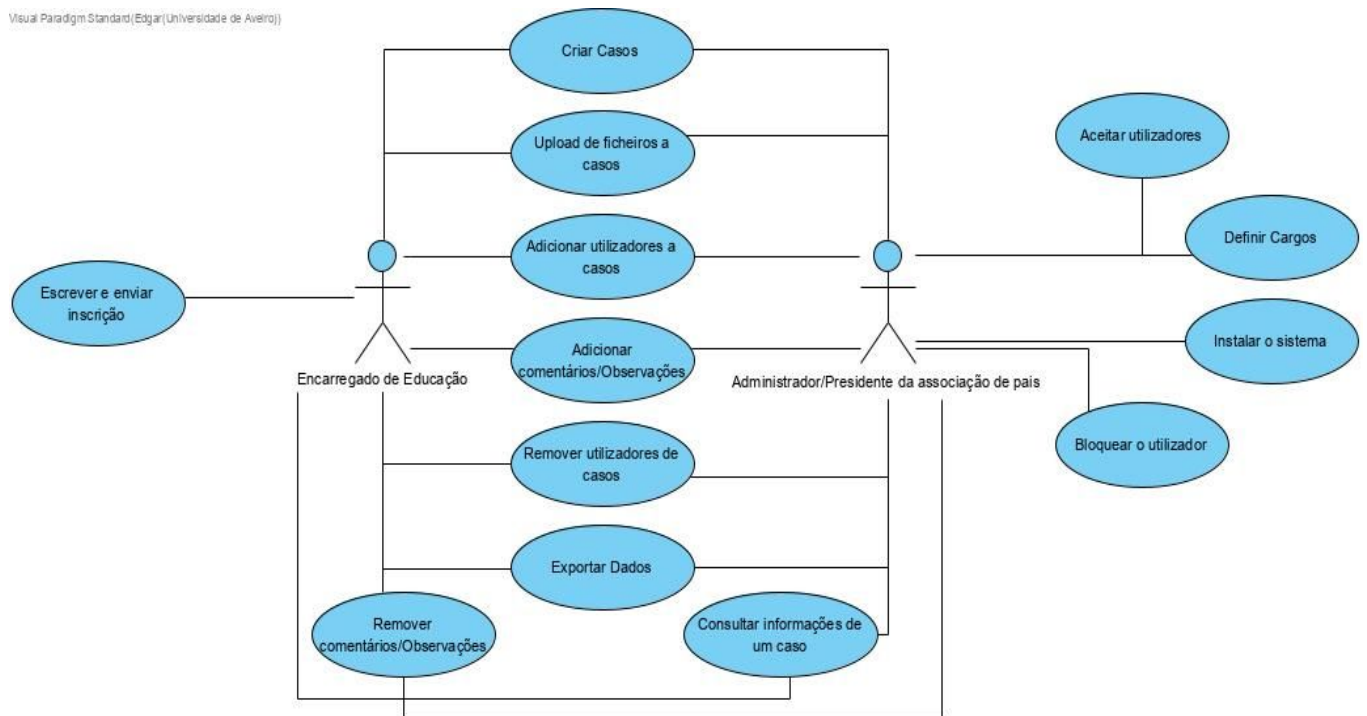 Visual Paradigm Standard(Edgar(Universidade de Aveiro))
Criar Casos
Upload de ficheiros a
casos
Aceitar utilizadores
Adicionar utilizadores a
casos
Definir Cargos
Escrever e enviar
inscrição
Instalar o sistema
Adicionar
comentários/Observações
Encarregado de Educação
Administrador/Presidente da associação de pais
Bloquear o utilizador
Remover utilizadores de
casos
Exportar Dados
Remover
comentários/Observações
Consultar informações de
um caso